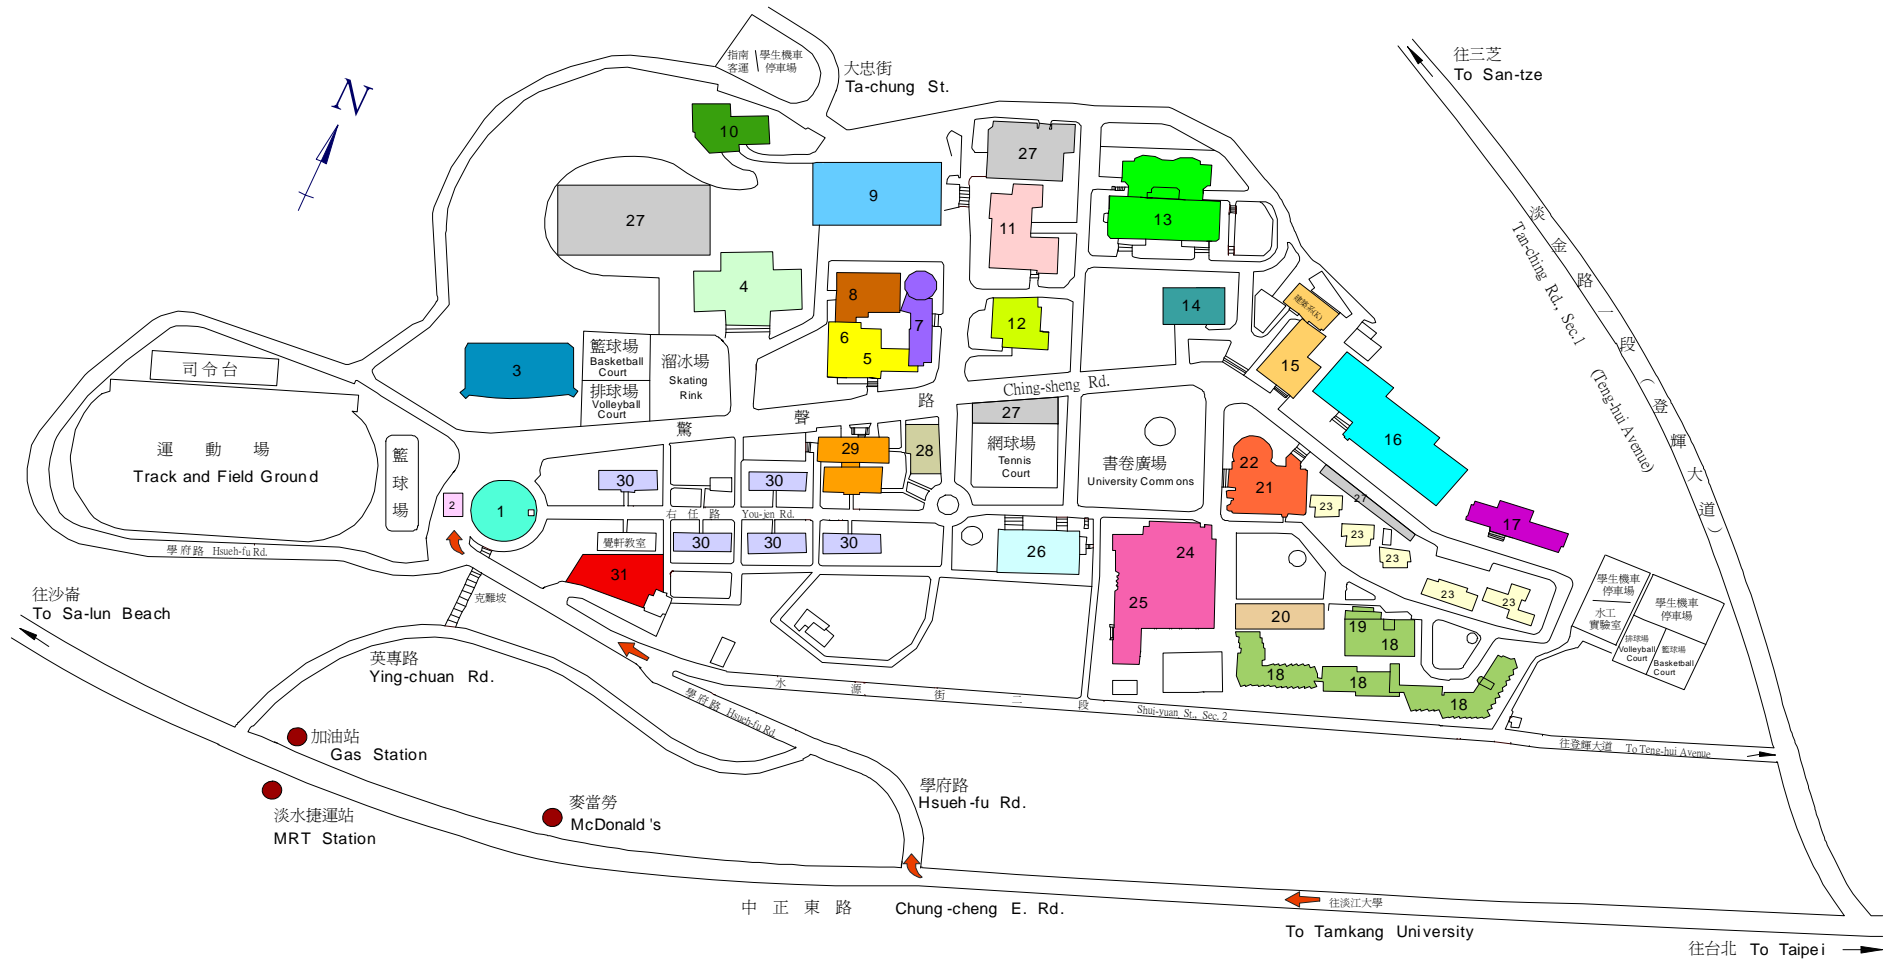 指南
客運
學生機車
停車場
大忠街
Ta-chung St.
往三芝
To San-tze
N
10
27
9
27
11
13
4
8
7
6
5
12
14
建築系(K)
15
16
淡金路一段(登輝大道)
Tan-ching Rd., Sec.1
(Teng-hui Avenue)
司令台
3
籃球場
Basketball
Court
排球場
Volleyball
Court
溜冰場
Skating
Rink
Ching-sheng Rd.
驚聲路
運動場
Track and Field Ground
籃球場
27
網球場
Tennis
Court
書卷廣場
University Commons
29
28
30
30
22
21
27
23
23
23
23
23
17
2
1
右任路
You-jen Rd.
學府路 Hsueh-fu Rd.
覺軒教室
30
30
30
26
24
25
31
20
19
18
18
18
18
學生機車
停車場
水工
實驗室
學生機車
停車場
排球場
Volleyball
Court
籃球場
Basketball
Court
克難坡
往沙崙
To Sa-lun Beach
英專路
Ying-chuan Rd.
學府路 Hsueh-fu Rd.
水源街二段
Shui-yuan St., Sec. 2
往登輝大道 To Teng-hui Avenue
加油站
Gas Station
淡水捷運站
MRT Station
麥當勞
McDonald's
學府路
Hsueh-fu Rd.
中正東路 Chung-cheng E. Rd.
往淡江大學
To Tamkang University
往台北 To Taipei